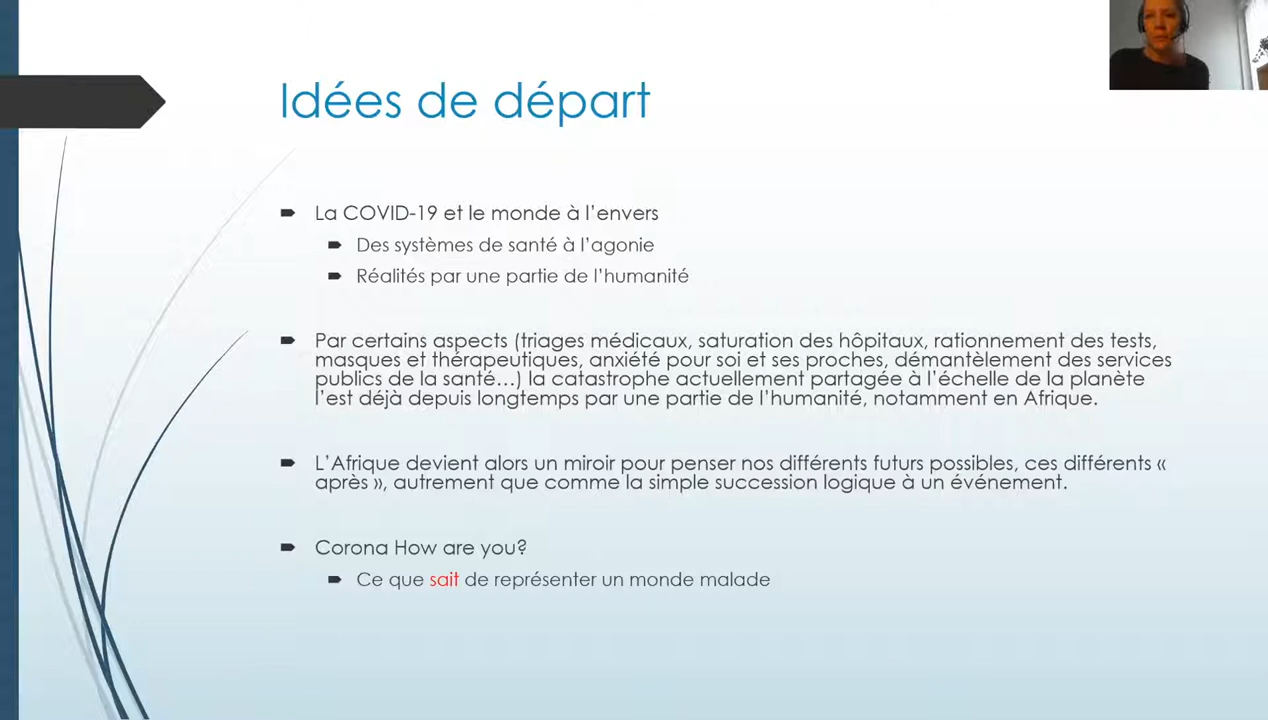 Idées de départ
La COVID-19 et le monde à l'envers
Des systèmes de santé à l'agonie
Réalités par une partie de l'humanité
Par certains aspects (triages médicaux, saturation des hôpitaux, rationnement des tests,
masques et thérapeutiques, anxiété pour soi et ses proches, démantèlement des services
publics de la santé...) la catastrophe actuellement partagée à l'échelle de la planète
l'est déjà depuis longtemps par une partie de l'humanité, notamment en Afrique.
L'Afrique devient alors un miroir pour penser nos différents futurs possibles, ces différents «
après », autrement que comme la simple succession logique à un événement.
Corona How are you?
Ce que sait de représenter un monde malade